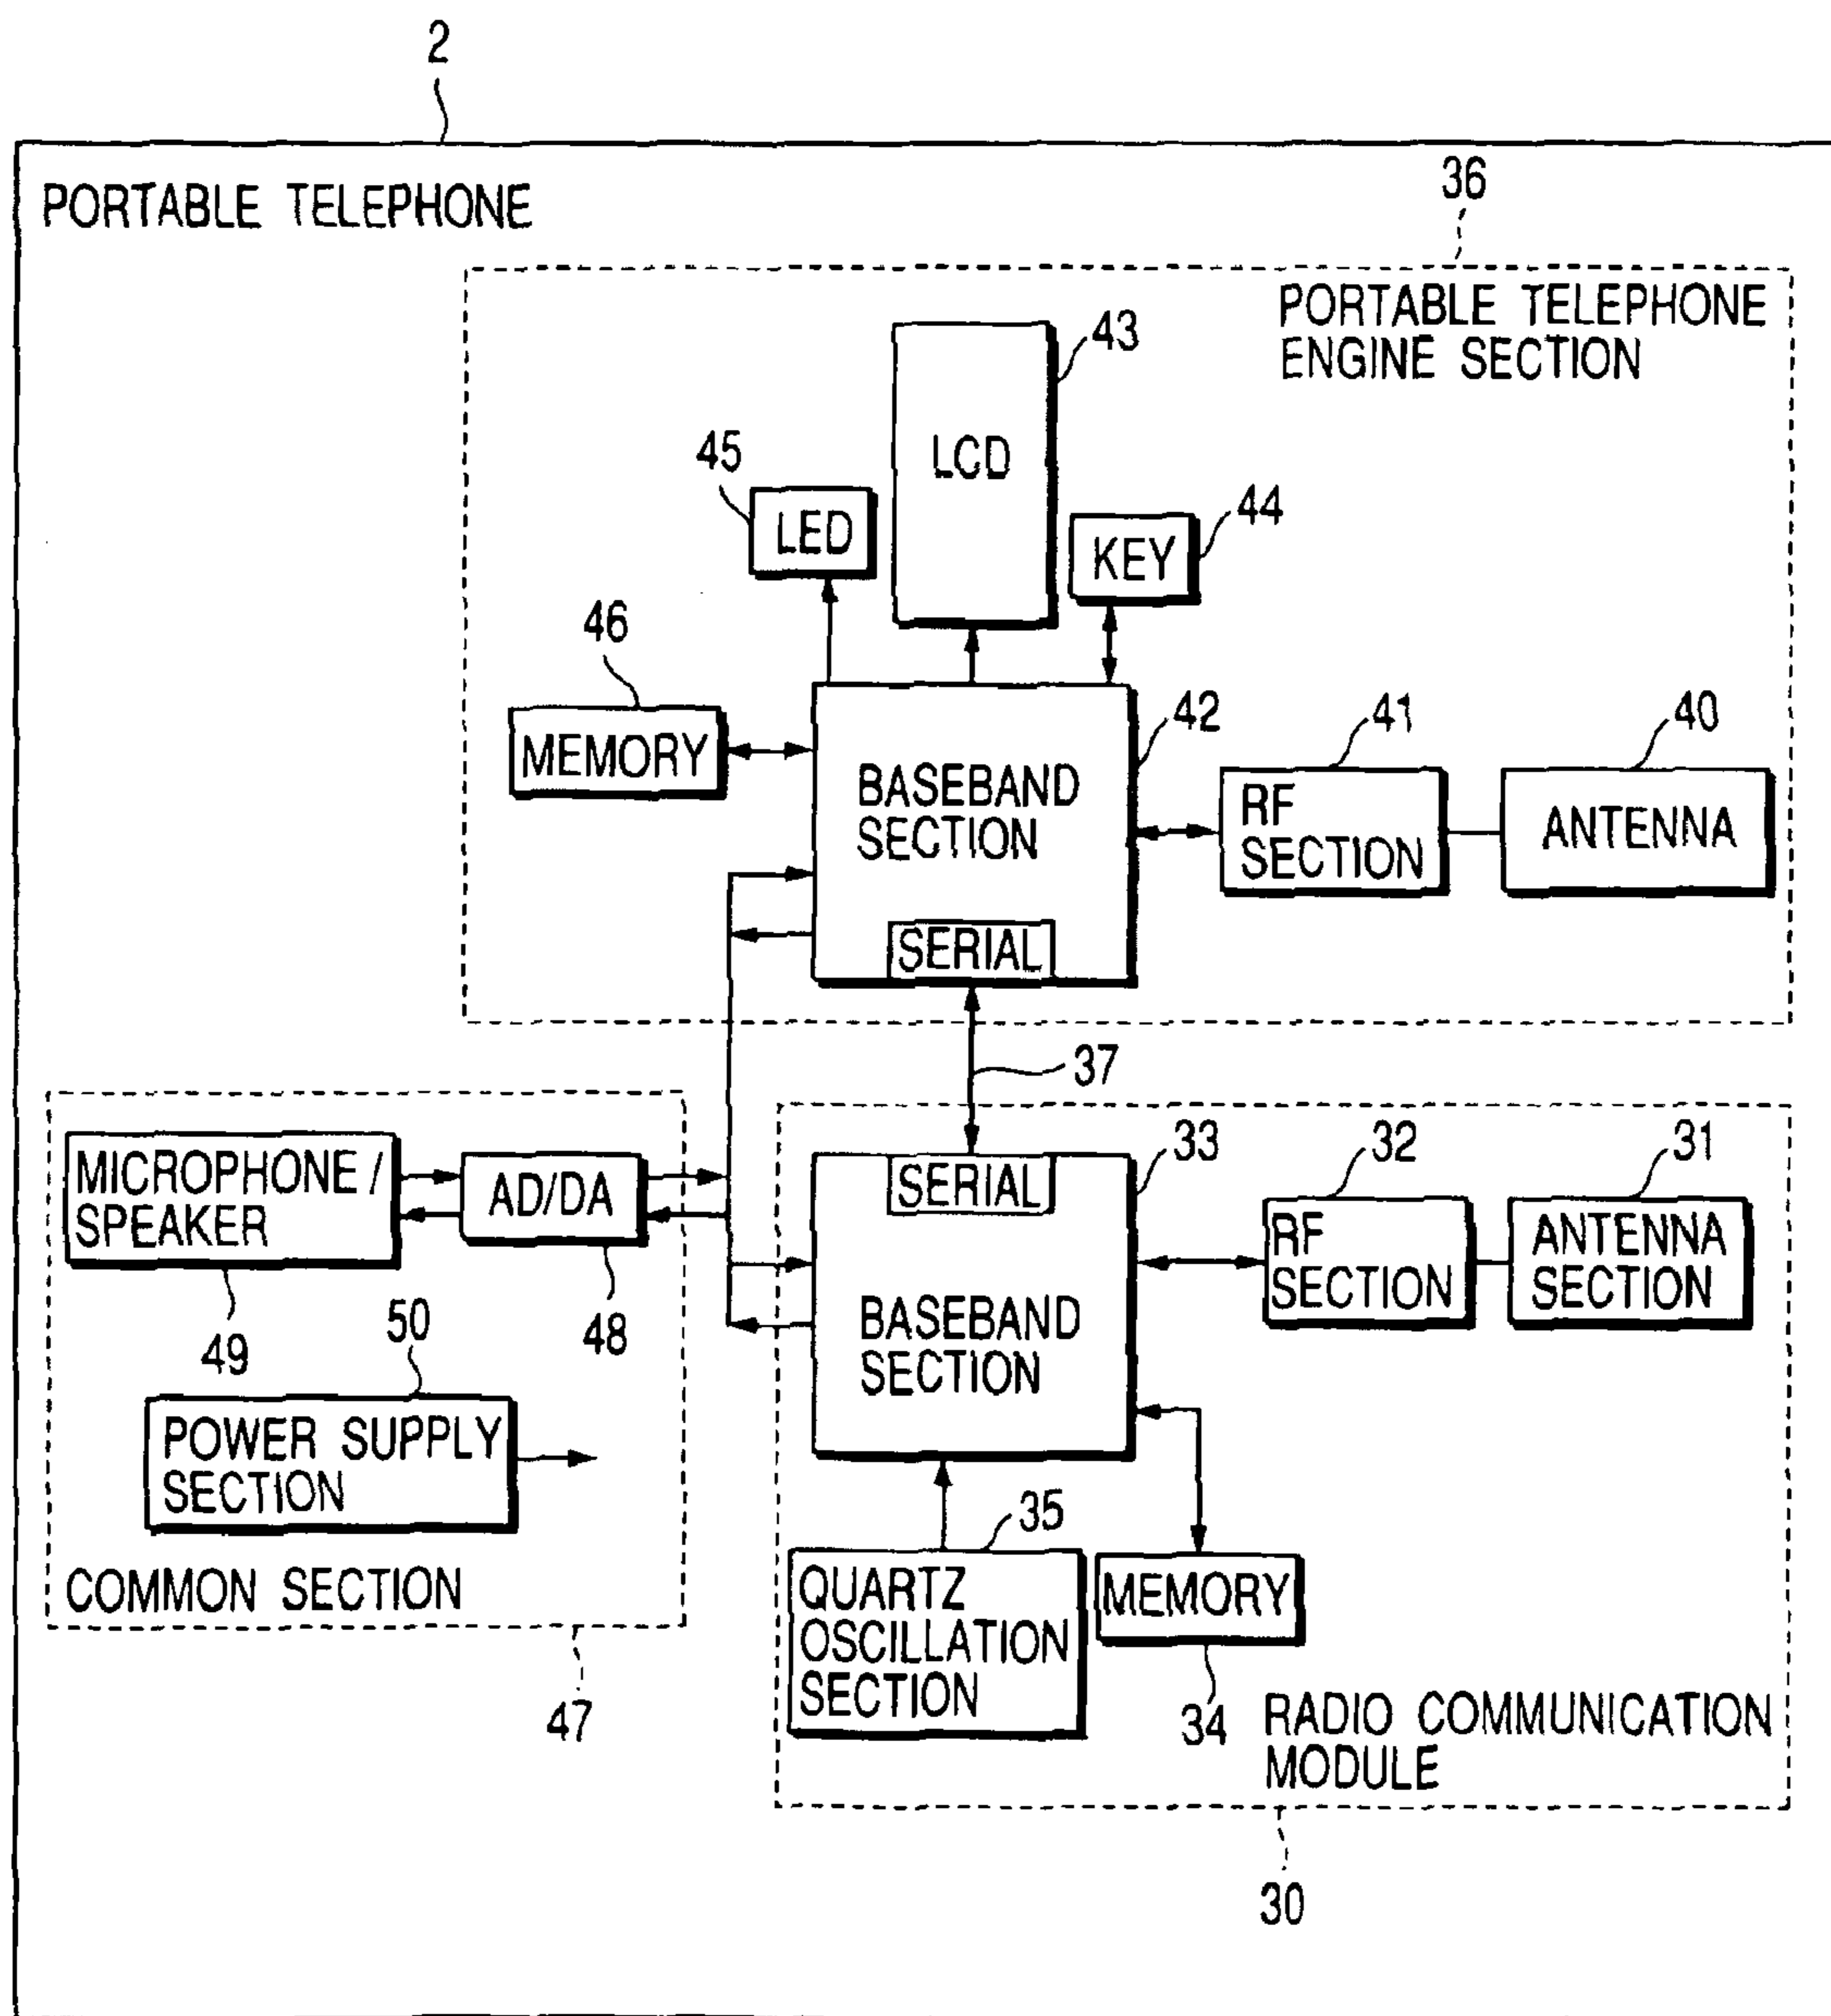 2
PORTABLE TELEPHONE
36
PORTABLE TELEPHONE
ENGINE SECTION
43
LCD
45
LED
44
KEY
46
MEMORY
42
BASEBAND
SECTION
SERIAL
41
RF
SECTION
40
ANTENNA
37
MICROPHONE /
SPEAKER
49
AD/DA
48
50
POWER SUPPLY
SECTION
COMMON SECTION
47
33
SERIAL
BASEBAND
SECTION
32
RF
SECTION
31
ANTENNA
SECTION
35
QUARTZ
OSCILLATION
SECTION
MEMORY
34
RADIO COMMUNICATION
MODULE
30